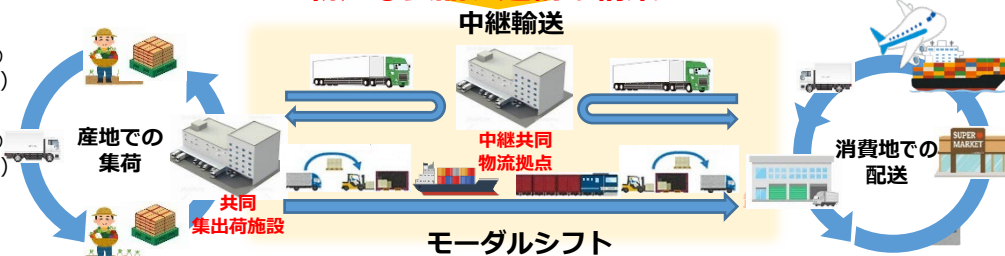 中継輸送
産地での
集荷
共同
集出荷施設
中継共同
物流拠点
消費地での
配送
SUPER
MARKET
モーダルシフト